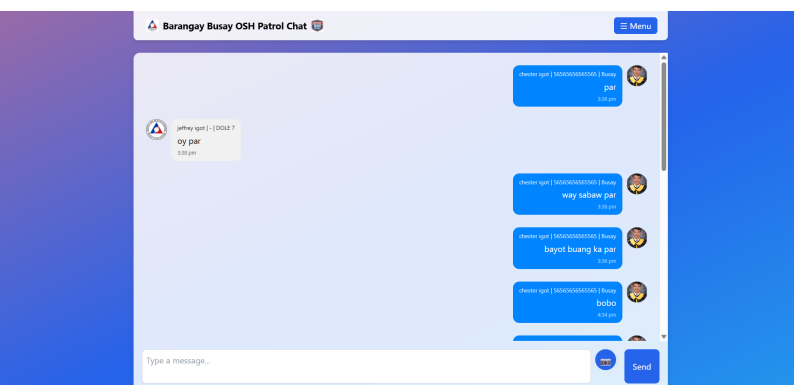 Barangay Busay OSH Patrol Chat
☰ Menu
chester igot | 56565656565565 | Busay
par
3:38 pm
jeffrey igot | - | DOLE 7
oy par
3:38 pm
chester igot | 56565656565565 | Busay
way sabaw par
3:38 pm
chester igot | 56565656565565 | Busay
bayot buang ka par
3:38 pm
chester igot | 56565656565565 | Busay
bobo
4:34 pm
Type a message...
Send